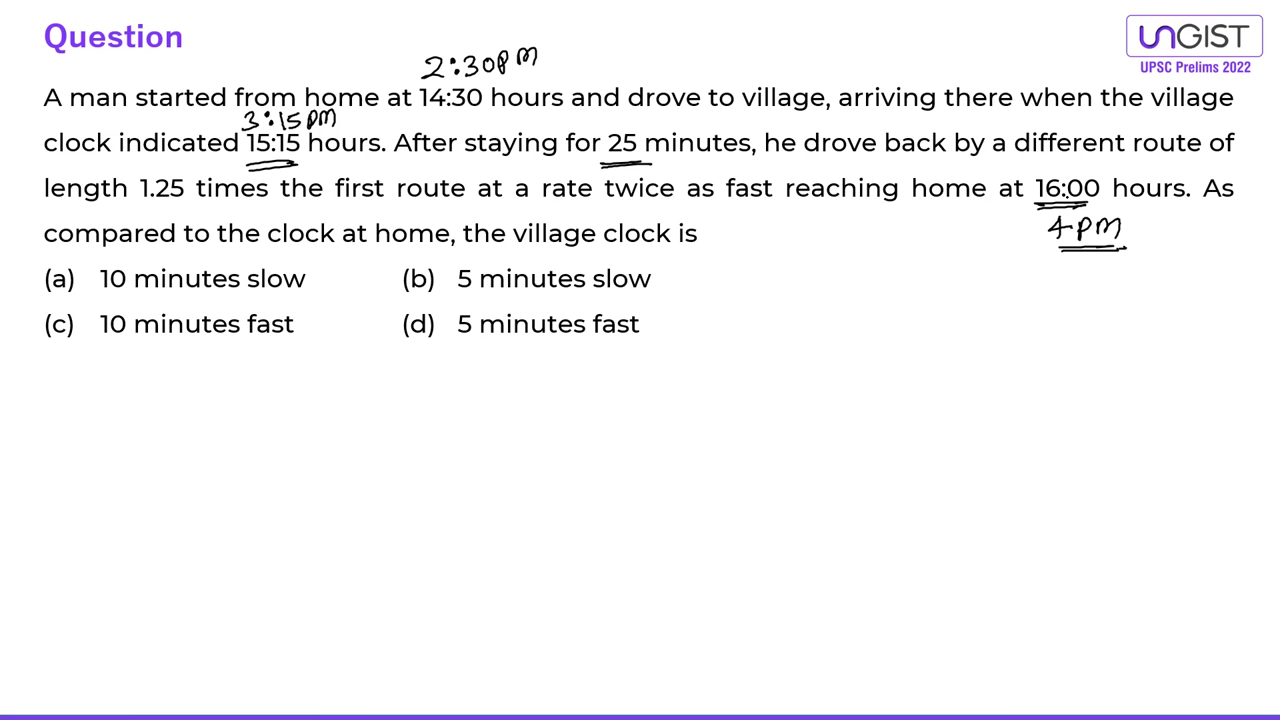 Question
UnGIST
UPSC Prelims 2022
2:30pm
A man started from home at 14:30 hours and drove to village, arriving there when the village
3:15pm
clock indicated 15:15 hours. After staying for 25 minutes, he drove back by a different route of
length 1.25 times the first route at a rate twice as fast reaching home at 16:00 hours. As
4pm
compared to the clock at home, the village clock is
(a) 10 minutes slow (b) 5 minutes slow
(c) 10 minutes fast (d) 5 minutes fast